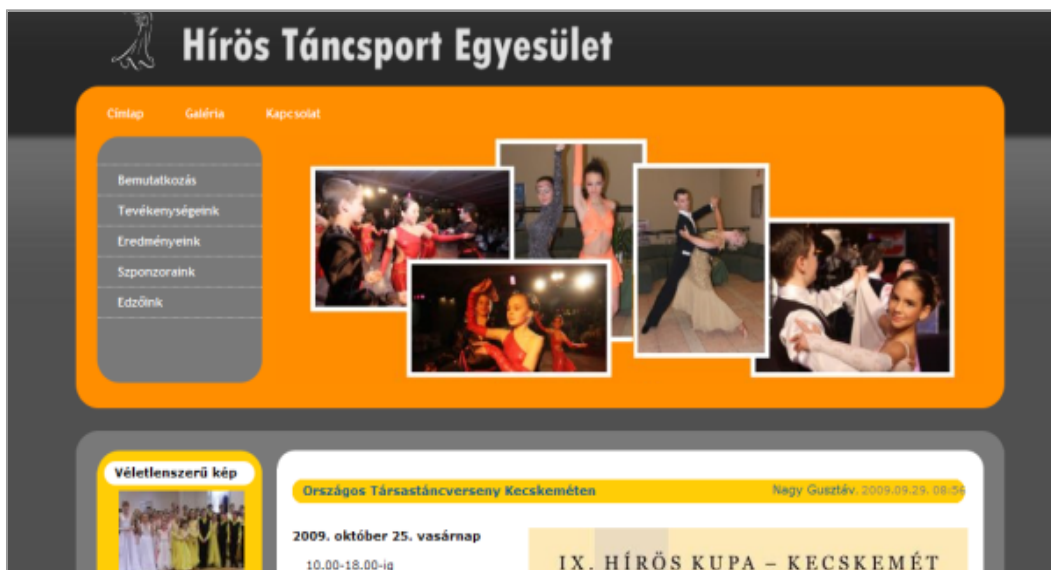 Hírös Táncsport Egyesület
Címlap Galéria Kapcsolat
Bemutatkozás
Tevékenységeink
Eredményeink
Szponzoraink
Edzőink
Véletlenszerű kép
Országos Társastáncverseny Kecskeméten
Nagy Gusztáv, 2009.09.29. 08:56
2009. október 25. vasárnap
10.00-18.00-ig
IX. HÍRÖS KUPA – KECSKEMÉT